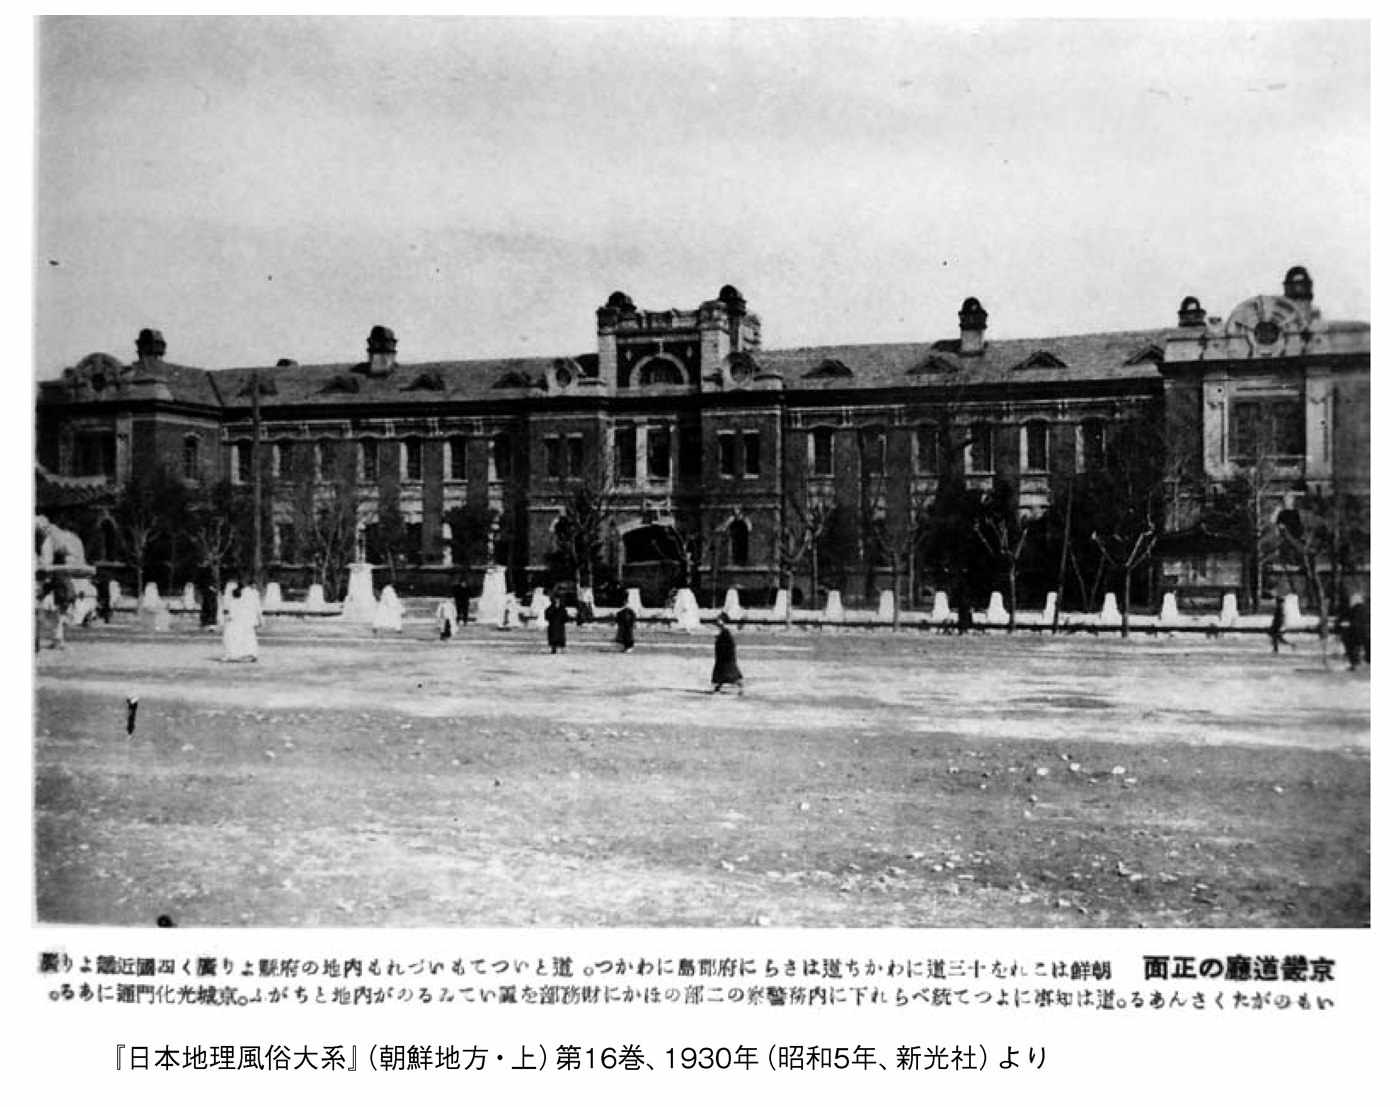 京畿道廳の正面 朝鮮はこれを十三道にわかち道はさらに府郡島にわかつ。道といつてもいづれも内地の府縣より廣く四國近畿より廣
いものがたくさんある。道は知事によつて統べられ下に内務警察の二部のほかに財務部を置いてゐるのが内地とちがふ。京城光化門通にある。
『日本地理風俗大系』（朝鮮地方・上）第16巻、1930年（昭和5年、新光社）より